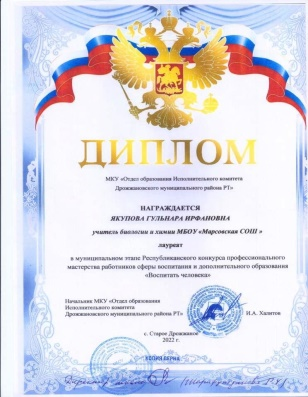 ДИПЛОМ
МКУ «Отдел образования Исполнительного комитета
Дрожжановского муниципального района РТ»
НАГРАЖДАЕТСЯ
ЯКУПОВА ГУЛЬНАРА ИРФАНОВНА
учитель биологии и химии МБОУ «Марсовская СОШ »
лауреат
в муниципальном этапе Республиканского конкурса профессионального
мастерства работников сферы воспитания и дополнительного образования
«Воспитать человека»
Начальник МКУ «Отдел образования
Исполнительного комитета
Дрожжановского муниципального района РТ»
И.А. Халитов
с. Старое Дрожжаное
2022 г.
КОПИЯ ВЕРНА